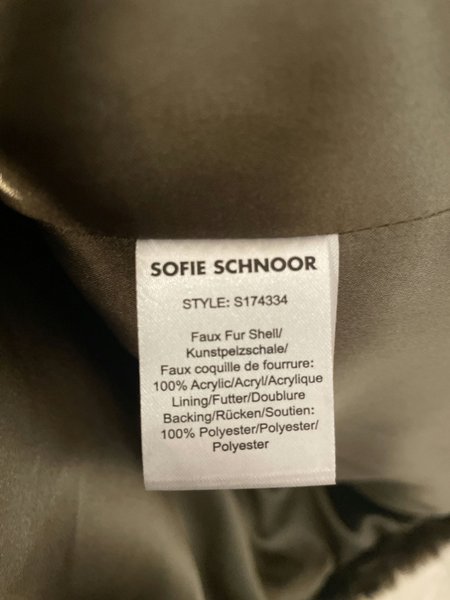 SOFIE SCHNOOR
STYLE: S174334
Faux Fur Shell/
Kunstpelzschale/
Faux coquille de fourrure:
100% Acrylic/Acryl/Acrylique
Lining/Futter/Doublure
Backing/Rücken/Soutien:
100% Polyester/Polyester/
Polyester